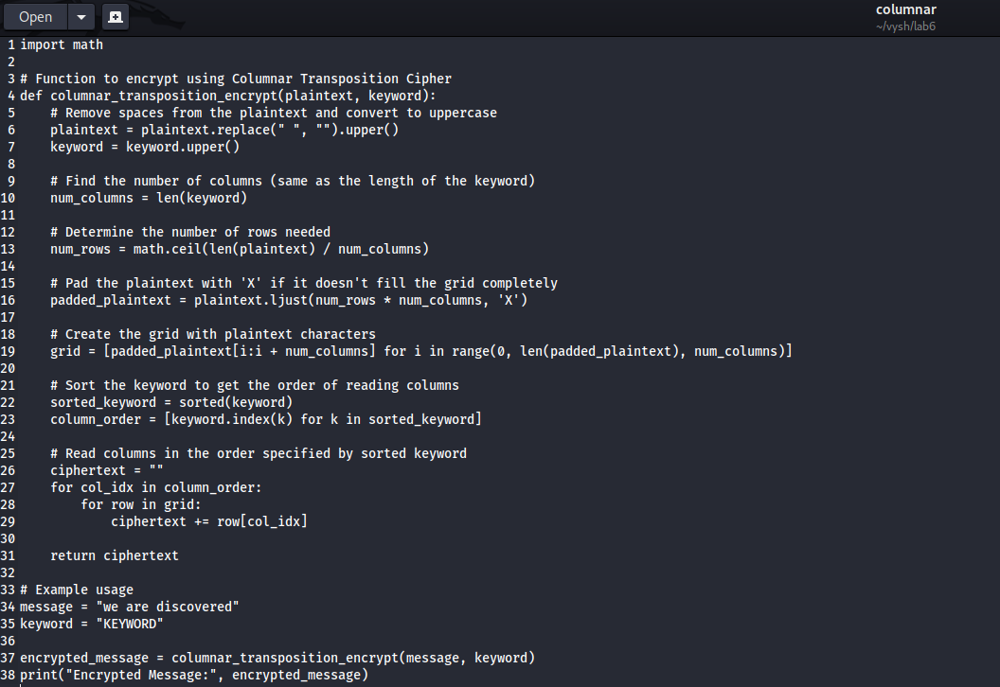 Open
columnar
~/vysh/lab6
1 import math
2
3 # Function to encrypt using Columnar Transposition Cipher
4 def columnar_transposition_encrypt(plaintext, keyword):
5     # Remove spaces from the plaintext and convert to uppercase
6     plaintext = plaintext.replace(" ", "").upper()
7     keyword = keyword.upper()
8
9     # Find the number of columns (same as the length of the keyword)
10     num_columns = len(keyword)
11
12     # Determine the number of rows needed
13     num_rows = math.ceil(len(plaintext) / num_columns)
14
15     # Pad the plaintext with 'X' if it doesn't fill the grid completely
16     padded_plaintext = plaintext.ljust(num_rows * num_columns, 'X')
17
18     # Create the grid with plaintext characters
19     grid = [padded_plaintext[i:i + num_columns] for i in range(0, len(padded_plaintext), num_columns)]
20
21     # Sort the keyword to get the order of reading columns
22     sorted_keyword = sorted(keyword)
23     column_order = [keyword.index(k) for k in sorted_keyword]
24
25     # Read columns in the order specified by sorted keyword
26     ciphertext = ""
27     for col_idx in column_order:
28         for row in grid:
29             ciphertext += row[col_idx]
30
31     return ciphertext
32
33 # Example usage
34 message = "we are discovered"
35 keyword = "KEYWORD"
36
37 encrypted_message = columnar_transposition_encrypt(message, keyword)
38 print("Encrypted Message:", encrypted_message)